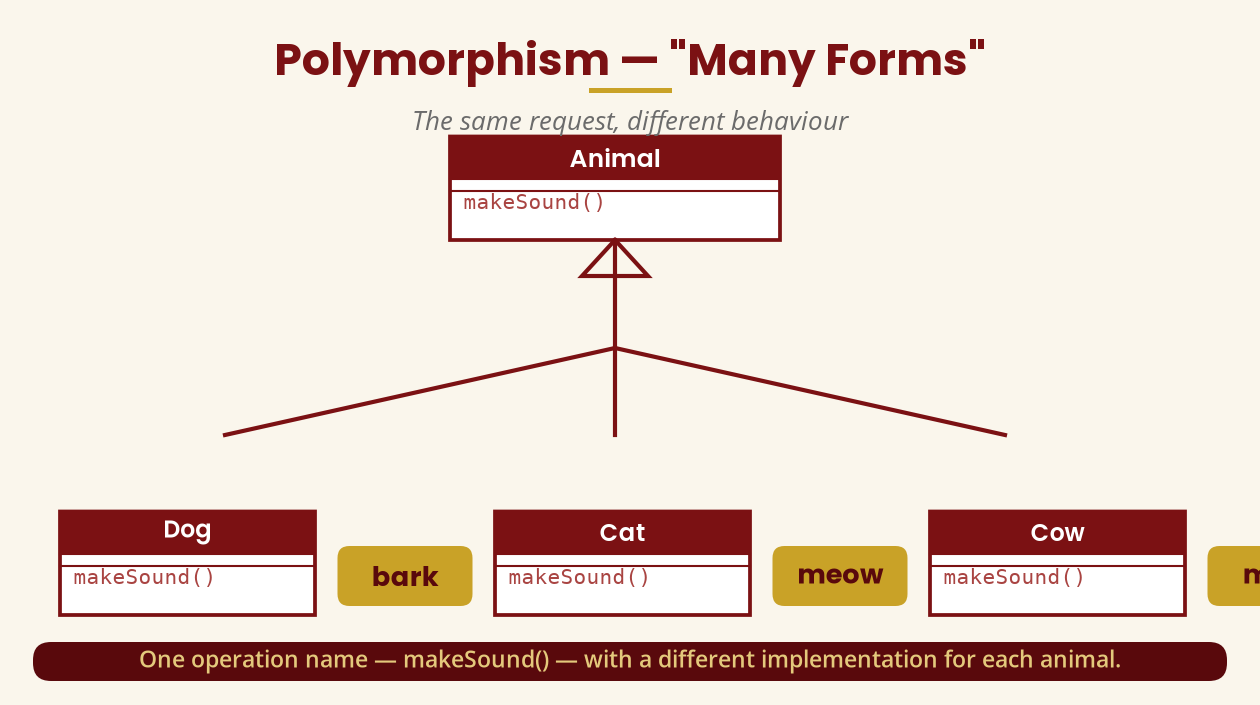 Polymorphism — "Many Forms"
The same request, different behaviour
Animal
makeSound()
Dog
makeSound()
bark
Cat
makeSound()
meow
Cow
makeSound()
One operation name — makeSound() — with a different implementation for each animal.